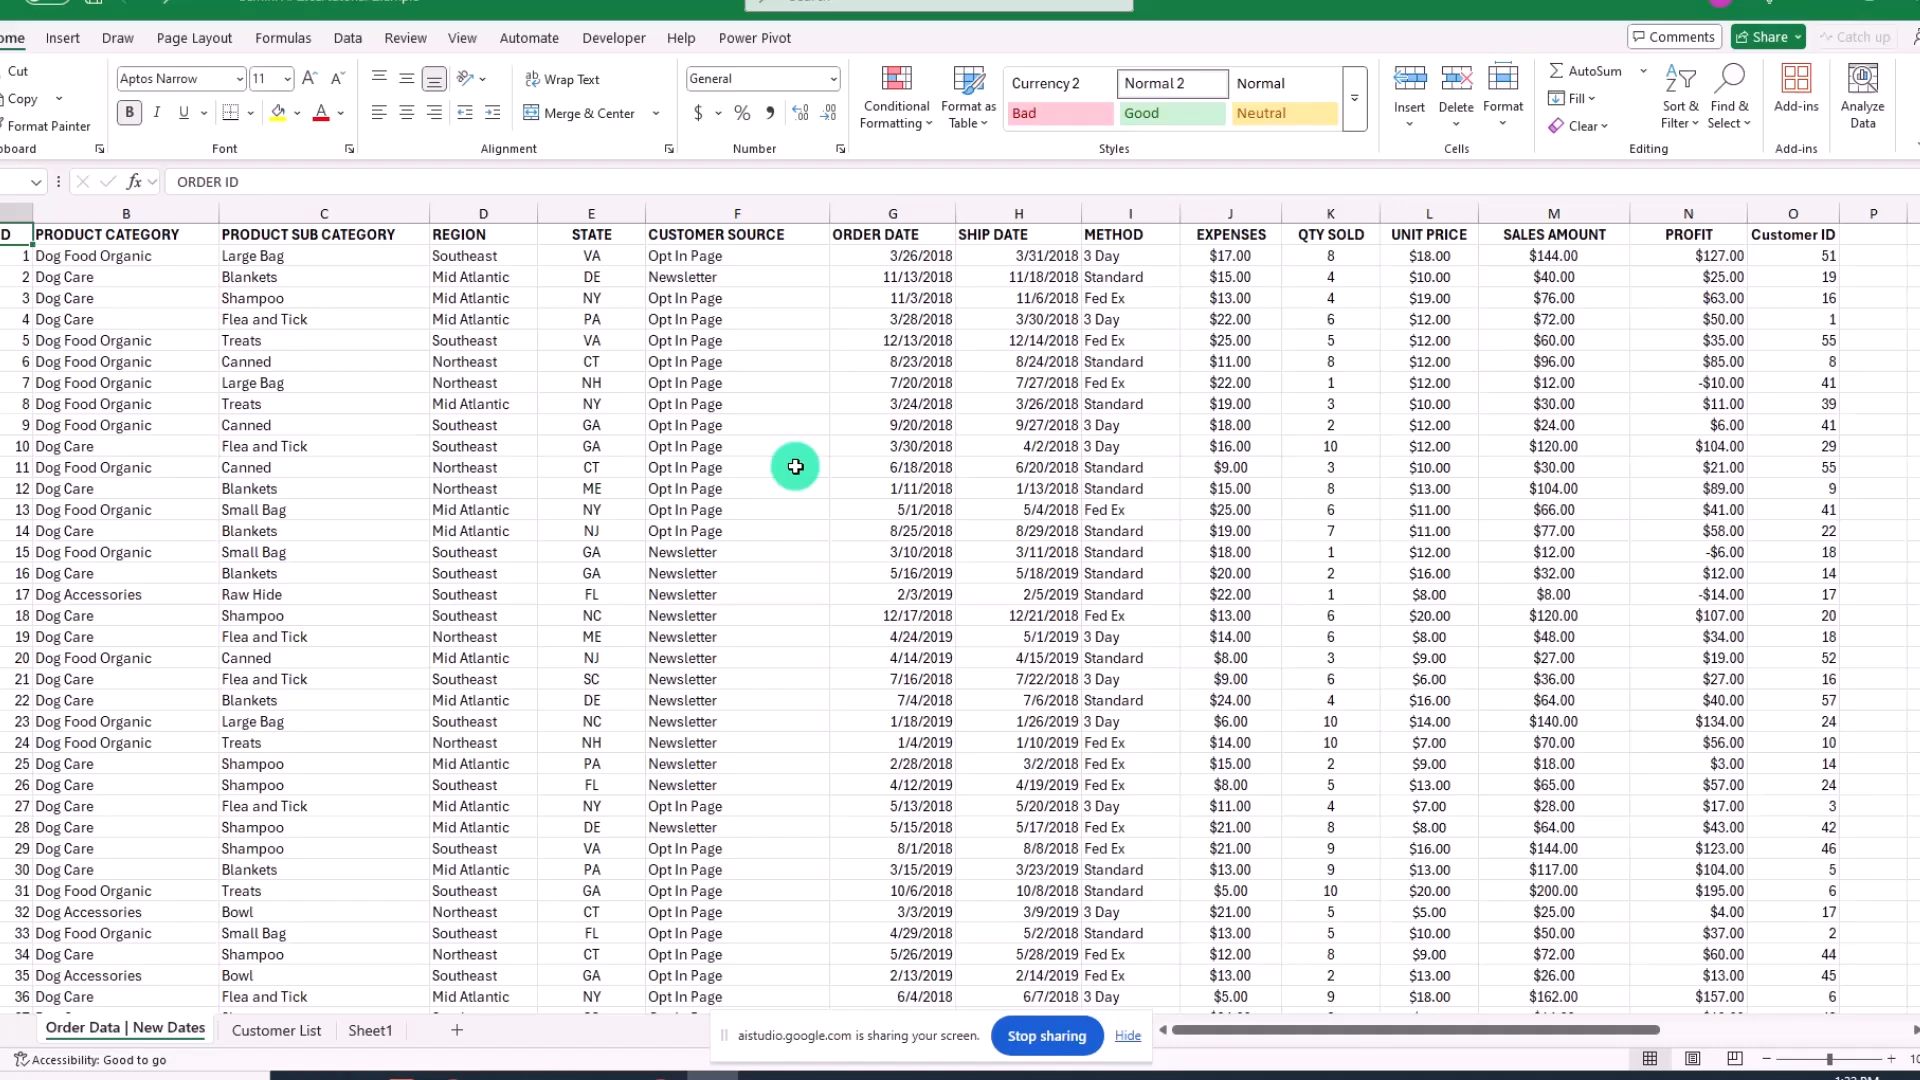 Search
ome Insert Draw Page Layout Formulas Data Review View Automate Developer Help Power Pivot Comments Share Catch up
Cut
Copy
Format Painter
board
Aptos Narrow 11
B I U
Font
Wrap Text
Merge & Center
Alignment
General
$ %
Number
Conditional Formatting
Format as Table
Currency 2 Normal 2 Normal
Bad Good Neutral
Styles
Insert Delete Format
Cells
AutoSum
Fill
Clear
Sort & Filter
Find & Select
Editing
Add-ins
Add-ins
Analyze Data
fx ORDER ID
B C D E F G H I J K L M N O P
D PRODUCT CATEGORY PRODUCT SUB CATEGORY REGION STATE CUSTOMER SOURCE ORDER DATE SHIP DATE METHOD EXPENSES QTY SOLD UNIT PRICE SALES AMOUNT PROFIT Customer ID
1 Dog Food Organic Large Bag Southeast VA Opt In Page 3/26/2018 3/31/2018 3 Day $17.00 8 $18.00 $144.00 $127.00 51
2 Dog Care Blankets Mid Atlantic DE Newsletter 11/13/2018 11/18/2018 Standard $15.00 4 $10.00 $40.00 $25.00 19
3 Dog Care Shampoo Mid Atlantic NY Opt In Page 11/3/2018 11/6/2018 Fed Ex $13.00 4 $19.00 $76.00 $63.00 16
4 Dog Care Flea and Tick Mid Atlantic PA Opt In Page 3/28/2018 3/30/2018 3 Day $22.00 6 $12.00 $72.00 $50.00 1
5 Dog Food Organic Treats Southeast VA Opt In Page 12/13/2018 12/14/2018 Fed Ex $25.00 5 $12.00 $60.00 $35.00 55
6 Dog Food Organic Canned Northeast CT Opt In Page 8/23/2018 8/24/2018 Standard $11.00 8 $12.00 $96.00 $85.00 8
7 Dog Food Organic Large Bag Northeast NH Opt In Page 7/20/2018 7/27/2018 Fed Ex $22.00 1 $12.00 $12.00 -$10.00 41
8 Dog Food Organic Treats Mid Atlantic NY Opt In Page 3/24/2018 3/26/2018 Standard $19.00 3 $10.00 $30.00 $11.00 39
9 Dog Food Organic Canned Southeast GA Opt In Page 9/20/2018 9/27/2018 3 Day $18.00 2 $12.00 $24.00 $6.00 41
10 Dog Care Flea and Tick Southeast GA Opt In Page 3/30/2018 4/2/2018 3 Day $16.00 10 $12.00 $120.00 $104.00 29
11 Dog Food Organic Canned Northeast CT Opt In Page 6/18/2018 6/20/2018 Standard $9.00 3 $10.00 $30.00 $21.00 55
12 Dog Care Blankets Northeast ME Opt In Page 1/11/2018 1/13/2018 Standard $15.00 8 $13.00 $104.00 $89.00 9
13 Dog Food Organic Small Bag Mid Atlantic NY Opt In Page 5/1/2018 5/4/2018 Fed Ex $25.00 6 $11.00 $66.00 $41.00 41
14 Dog Care Blankets Mid Atlantic NJ Opt In Page 8/25/2018 8/29/2018 Standard $19.00 7 $11.00 $77.00 $58.00 22
15 Dog Food Organic Small Bag Southeast GA Newsletter 3/10/2018 3/11/2018 Standard $18.00 1 $12.00 $12.00 -$6.00 18
16 Dog Care Blankets Southeast GA Newsletter 5/16/2019 5/18/2019 Standard $20.00 2 $16.00 $32.00 $12.00 14
17 Dog Accessories Raw Hide Southeast FL Newsletter 2/3/2019 2/5/2019 Standard $22.00 1 $8.00 $8.00 -$14.00 17
18 Dog Care Shampoo Southeast NC Newsletter 12/17/2018 12/21/2018 Fed Ex $13.00 6 $20.00 $120.00 $107.00 20
19 Dog Care Flea and Tick Northeast ME Newsletter 4/24/2019 5/1/2019 3 Day $14.00 6 $8.00 $48.00 $34.00 18
20 Dog Food Organic Canned Mid Atlantic NJ Newsletter 4/14/2019 4/15/2019 Standard $8.00 3 $9.00 $27.00 $19.00 52
21 Dog Care Flea and Tick Southeast SC Newsletter 7/16/2019 7/22/2019 3 Day $9.00 6 $6.00 $36.00 $27.00 16
22 Dog Care Blankets Mid Atlantic DE Newsletter 7/4/2018 7/6/2018 Standard $24.00 4 $16.00 $64.00 $40.00 57
23 Dog Food Organic Large Bag Southeast NC Newsletter 1/18/2019 1/26/2019 3 Day $6.00 10 $14.00 $140.00 $134.00 24
24 Dog Food Organic Treats Northeast NH Newsletter 1/4/2019 1/10/2019 Fed Ex $14.00 10 $7.00 $70.00 $56.00 10
25 Dog Care Shampoo Mid Atlantic PA Newsletter 2/28/2018 3/2/2018 Fed Ex $15.00 2 $9.00 $18.00 $3.00 14
26 Dog Care Shampoo Southeast FL Newsletter 4/12/2019 4/19/2019 Fed Ex $8.00 5 $13.00 $65.00 $57.00 24
27 Dog Care Flea and Tick Mid Atlantic NY Opt In Page 5/13/2018 5/20/2018 3 Day $11.00 4 $7.00 $28.00 $17.00 3
28 Dog Care Shampoo Mid Atlantic DE Newsletter 5/15/2018 5/17/2018 Fed Ex $21.00 8 $8.00 $64.00 $43.00 42
29 Dog Care Shampoo Southeast VA Opt In Page 8/1/2018 8/8/2018 Fed Ex $21.00 9 $16.00 $144.00 $123.00 46
30 Dog Care Blankets Mid Atlantic PA Opt In Page 3/15/2019 3/23/2019 Standard $13.00 9 $13.00 $117.00 $104.00 5
31 Dog Food Organic Treats Southeast GA Opt In Page 10/6/2018 10/8/2018 Standard $5.00 10 $20.00 $200.00 $195.00 6
32 Dog Accessories Bowl Northeast CT Opt In Page 3/3/2019 3/9/2019 3 Day $21.00 5 $5.00 $25.00 $4.00 17
33 Dog Food Organic Small Bag Southeast FL Opt In Page 4/29/2018 5/2/2018 Standard $13.00 5 $10.00 $50.00 $37.00 2
34 Dog Care Shampoo Northeast CT Opt In Page 5/26/2019 5/28/2019 Fed Ex $12.00 8 $9.00 $72.00 $60.00 44
35 Dog Accessories Bowl Southeast GA Opt In Page 2/13/2019 2/14/2019 Fed Ex $13.00 2 $13.00 $26.00 $13.00 45
36 Dog Care Flea and Tick Mid Atlantic NY Opt In Page 6/4/2018 6/7/2018 3 Day $5.00 9 $18.00 $162.00 $157.00 6
Order Data | New Dates Customer List Sheet1
aistudio.google.com is sharing your screen. Stop sharing Hide
Accessibility: Good to go